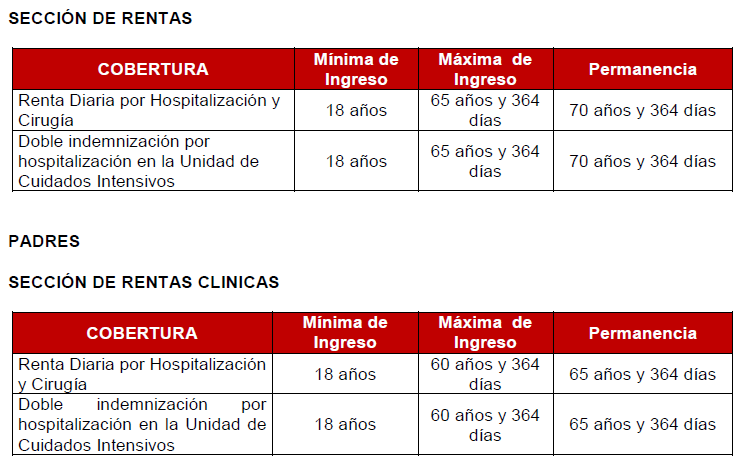 SECCIÓN DE RENTAS
COBERTURA
Mínima de
Ingreso
Máxima de
Ingreso
Permanencia
Renta Diaria por Hospitalización y
Cirugía
18 años
65 años y 364
días
70 años y 364 días
Doble indemnización por
hospitalización en la Unidad de
Cuidados Intensivos
18 años
65 años y 364
días
70 años y 364 días
PADRES
SECCIÓN DE RENTAS CLINICAS
COBERTURA
Mínima de
Ingreso
Máxima de
Ingreso
Permanencia
Renta Diaria por Hospitalización
y Cirugía
18 años
60 años y 364
días
65 años y 364 días
Doble indemnización por
hospitalización en la Unidad de
Cuidados Intensivos
18 años
60 años y 364
días
65 años y 364 días